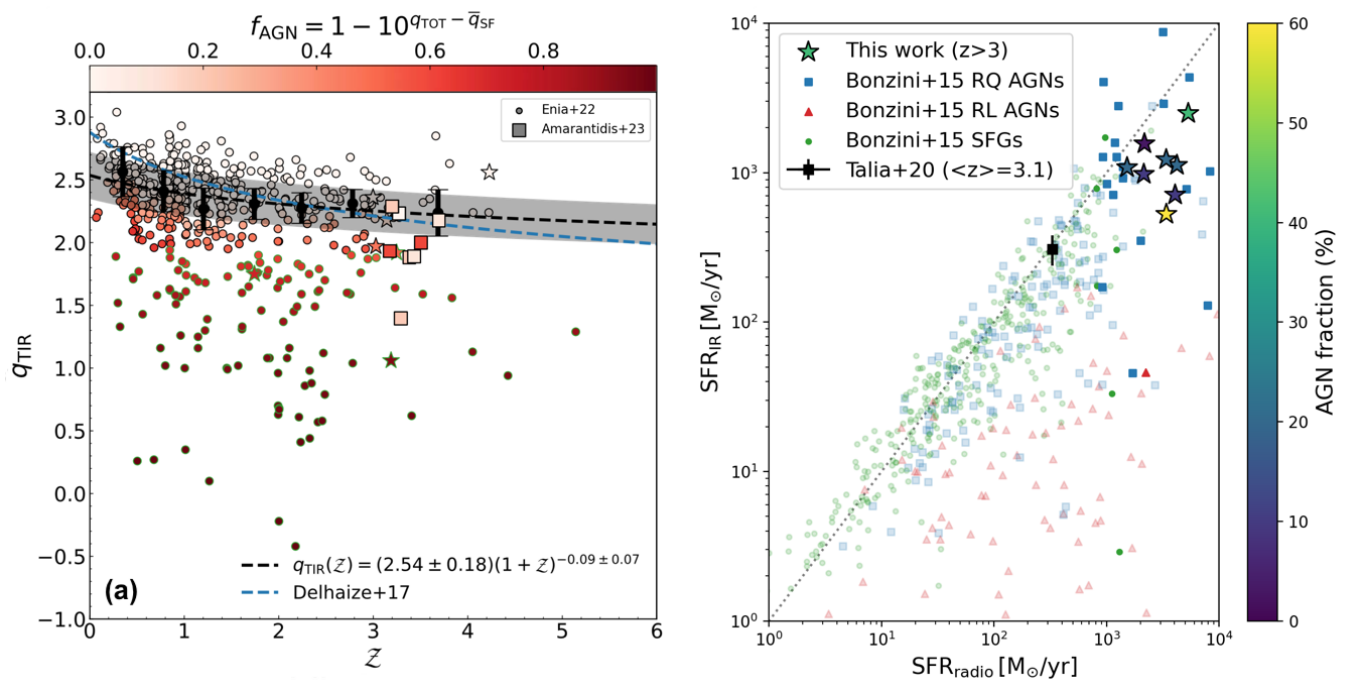 f_AGN = 1 − 10^{q_TOT − q̅_SF}
0.0 0.2 0.4 0.6 0.8
Enia+22
Amarantidis+23
3.0
2.5
2.0
1.5
1.0
0.5
0.0
−0.5
−1.0
q_TIR
(a)
q_TIR(Z) = (2.54 ± 0.18)(1 + Z)^{−0.09 ± 0.07}
Delhaize+17
0 1 2 3 4 5 6
Z
This work (z>3)
Bonzini+15 RQ AGNs
Bonzini+15 RL AGNs
Bonzini+15 SFGs
Talia+20 (<z>=3.1)
10^4
10^3
10^2
10^1
10^0
SFR_IR [M_⊙/yr]
10^0 10^1 10^2 10^3 10^4
SFR_radio [M_⊙/yr]
60
50
40
30
20
10
0
AGN fraction (%)